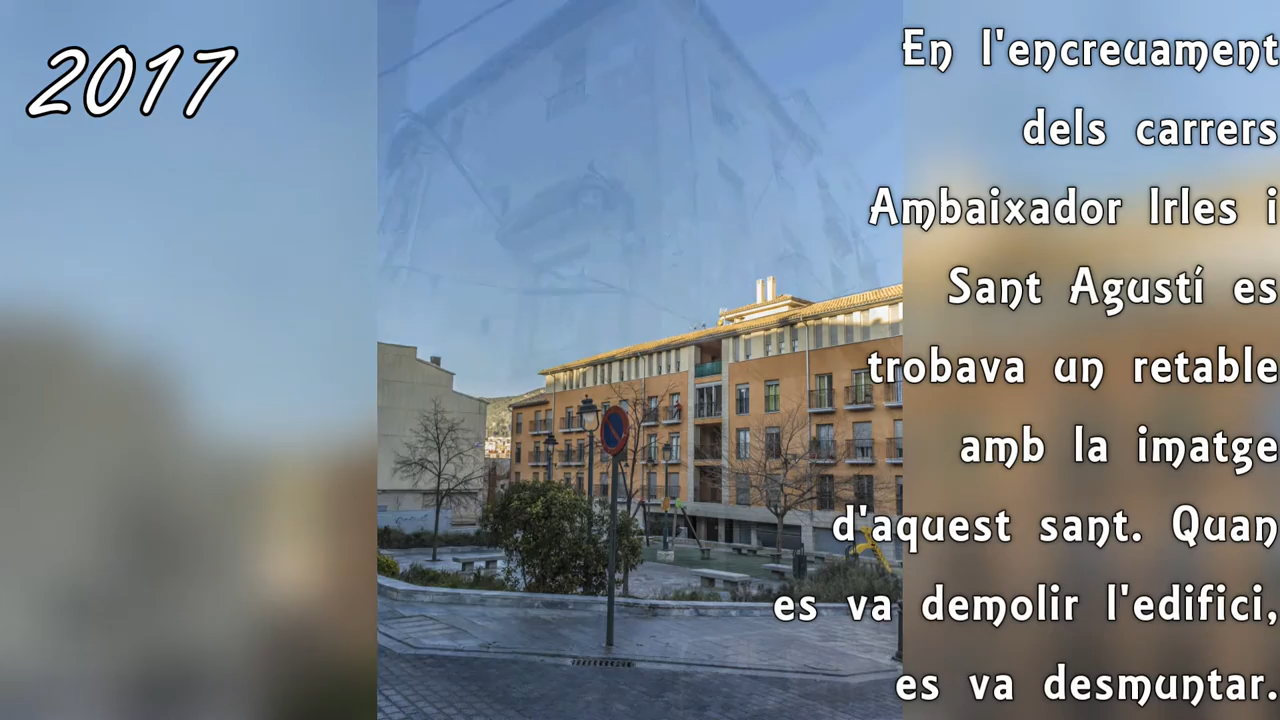 2017
En l'encreuament
dels carrers
Ambaixador Irles i
Sant Agustí es
trobava un retable
amb la imatge
d'aquest sant. Quan
es va demolir l'edifici,
es va desmuntar.